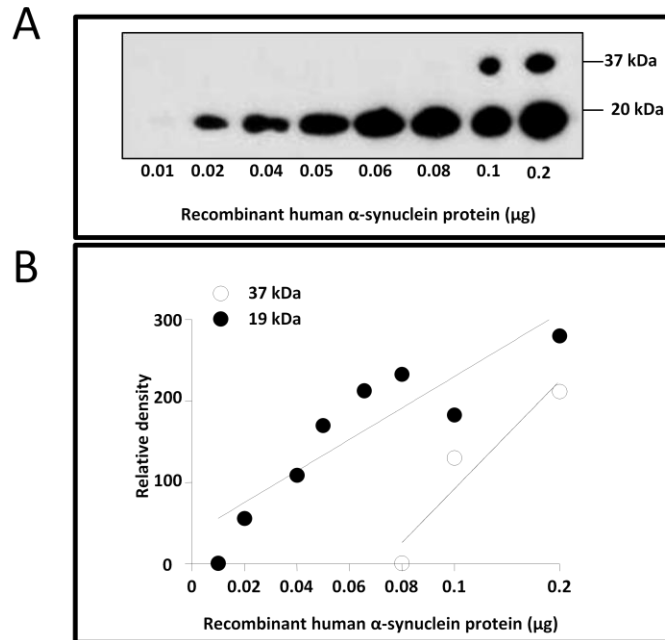 A
37 kDa
20 kDa
0.01 0.02 0.04 0.05 0.06 0.08 0.1 0.2
Recombinant human α-synuclein protein (µg)
B
37 kDa
19 kDa
300
200
100
0
Relative density
0 0.02 0.04 0.06 0.08 0.1 0.2
Recombinant human α-synuclein protein (µg)